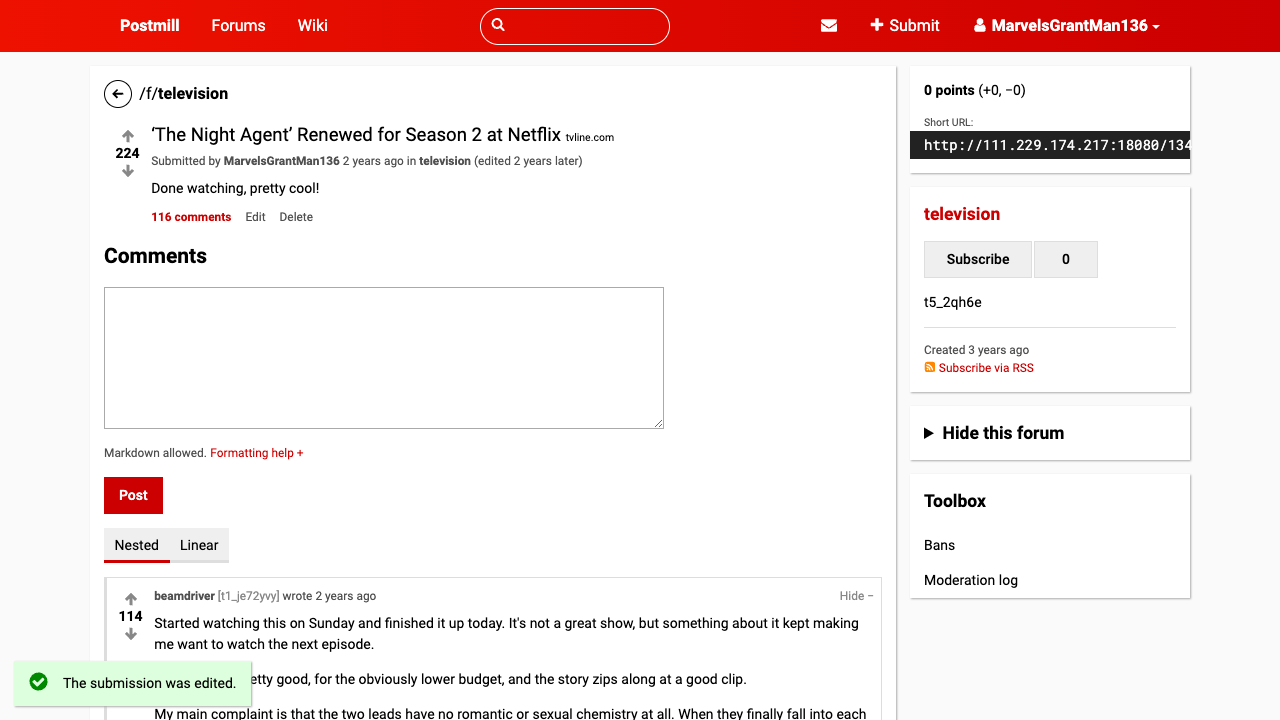 Postmill Forums Wiki Submit MarvelsGrantMan136
/f/television
‘The Night Agent’ Renewed for Season 2 at Netflix tvline.com
224
Submitted by MarvelsGrantMan136 2 years ago in television (edited 2 years later)
Done watching, pretty cool!
116 comments Edit Delete
Comments
Markdown allowed. Formatting help +
Post
Nested Linear
beamdriver [t1_je72yvy] wrote 2 years ago Hide −
114
Started watching this on Sunday and finished it up today. It's not a great show, but something about it kept making
me want to watch the next episode.
etty good, for the obviously lower budget, and the story zips along at a good clip.
My main complaint is that the two leads have no romantic or sexual chemistry at all. When they finally fall into each
The submission was edited.
0 points (+0, −0)
Short URL:
http://111.229.174.217:18080/134
television
Subscribe 0
t5_2qh6e
Created 3 years ago
Subscribe via RSS
Hide this forum
Toolbox
Bans
Moderation log